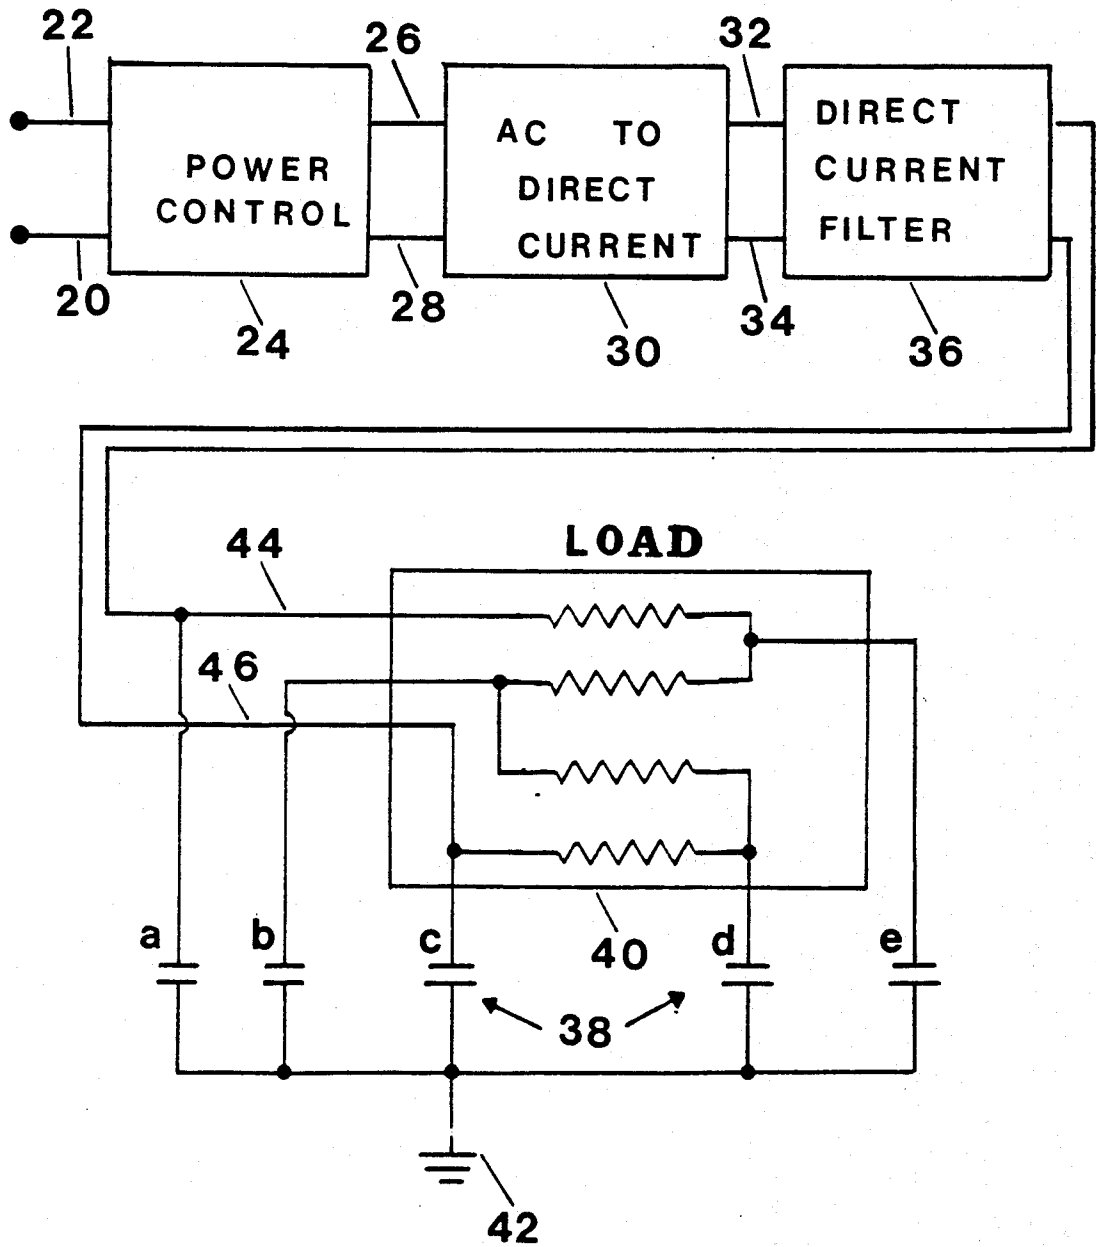 22
26
32
POWER
CONTROL
AC TO
DIRECT
CURRENT
DIRECT
CURRENT
FILTER
20
24
28
30
34
36
44
LOAD
46
a
b
c
d
e
40
38
42